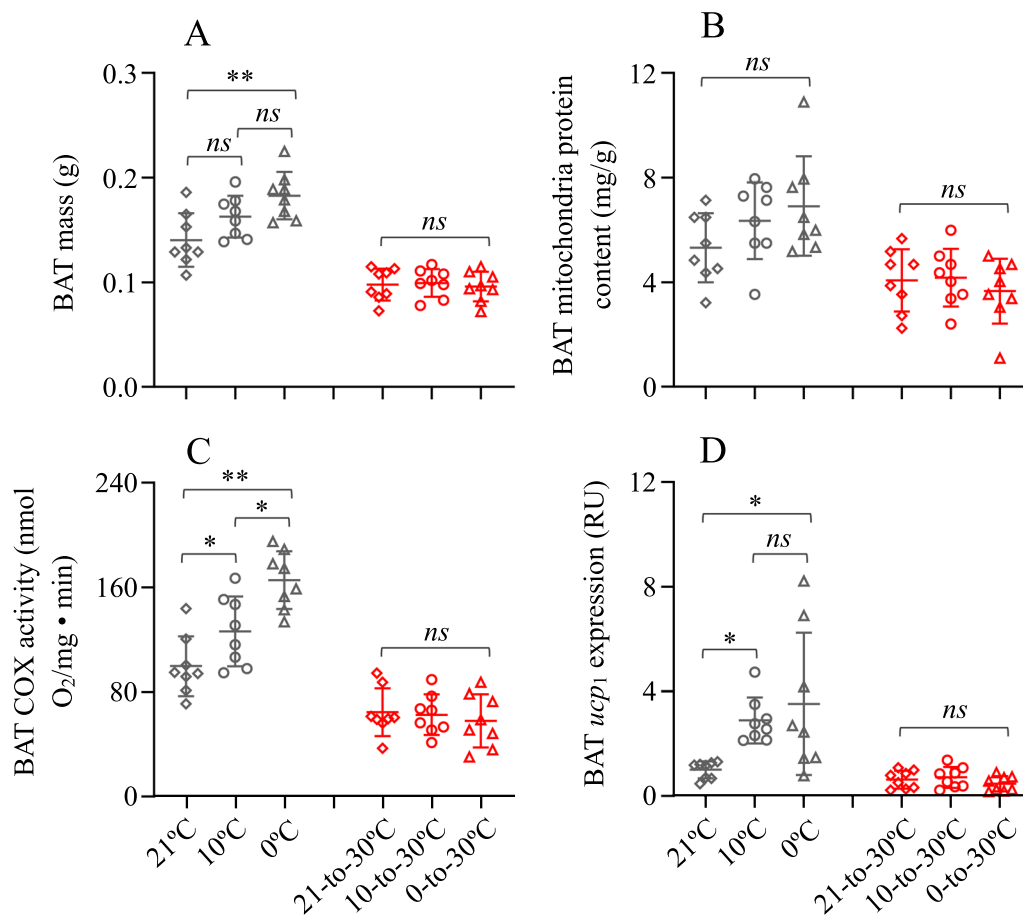 A
BAT mass (g)
0.3
0.2
0.1
0.0
**
ns
ns
ns
B
BAT mitochondria protein
content (mg/g)
12
8
4
0
ns
ns
C
BAT COX activity (nmol
O₂/mg • min)
240
160
80
0
**
*
*
ns
21ºC
10ºC
0ºC
21-to-30ºC
10-to-30ºC
0-to-30ºC
D
BAT ucp₁ expression (RU)
12
8
4
0
*
ns
*
ns
21ºC
10ºC
0ºC
21-to-30ºC
10-to-30ºC
0-to-30ºC